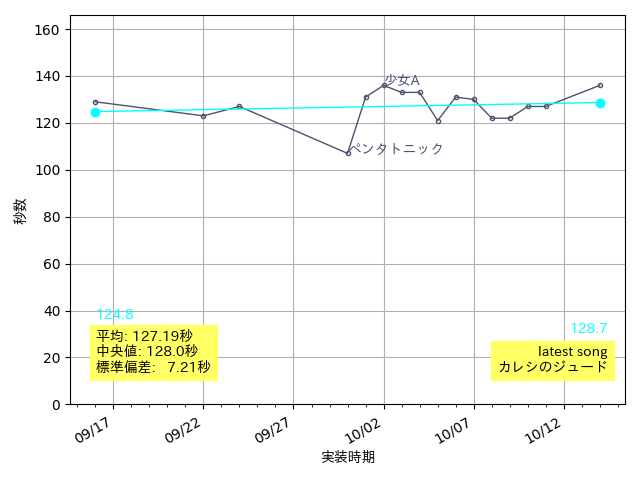 160
140
120
100
80
60
40
20
0
秒数
少女A
ペンタトニック
124.8
平均: 127.19秒
中央値: 128.0秒
標準偏差: 7.21秒
128.7
latest song
カレシのジュード
09/17
09/22
09/27
10/02
10/07
10/12
実装時期